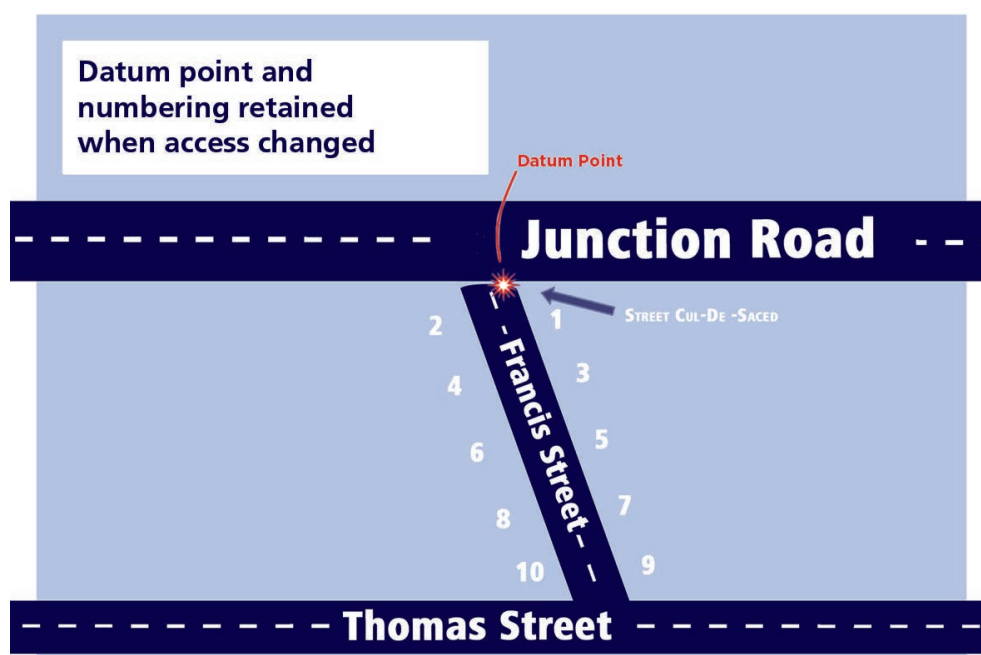 Datum point and
numbering retained
when access changed
Datum Point
Junction Road
STREET CUL-DE -SACED
2
1
4
3
Francis Street
6
5
8
7
10
9
Thomas Street